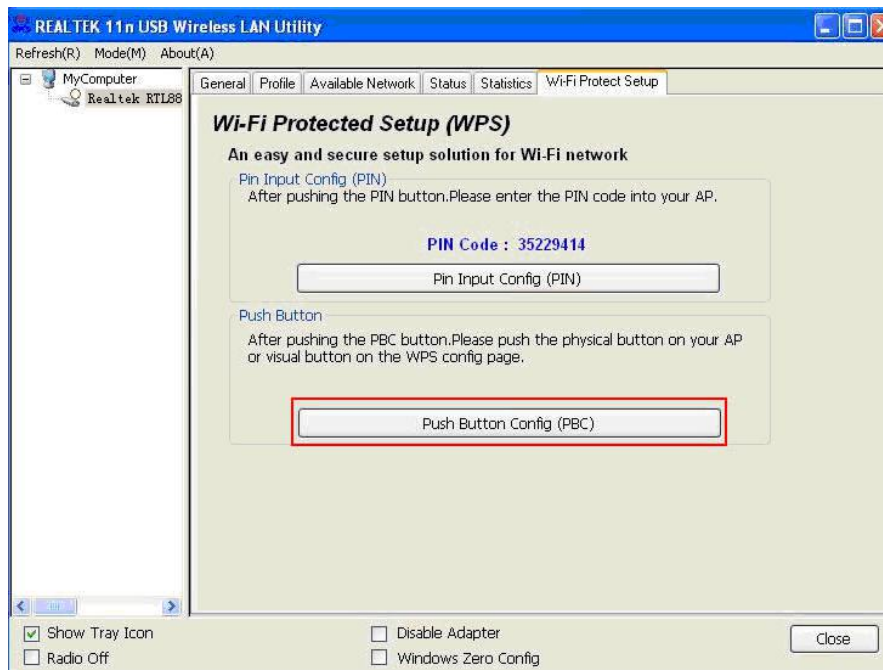 REALTEK 11n USB Wireless LAN Utility
Refresh(R) Mode(M) About(A)
MyComputer
Realtek RTL88
General Profile Available Network Status Statistics Wi-Fi Protect Setup
Wi-Fi Protected Setup (WPS)
An easy and secure setup solution for Wi-Fi network
Pin Input Config (PIN)
After pushing the PIN button.Please enter the PIN code into your AP.
PIN Code : 35229414
Pin Input Config (PIN)
Push Button
After pushing the PBC button.Please push the physical button on your AP
or visual button on the WPS config page.
Push Button Config (PBC)
Show Tray Icon
Radio Off
Disable Adapter
Windows Zero Config
Close